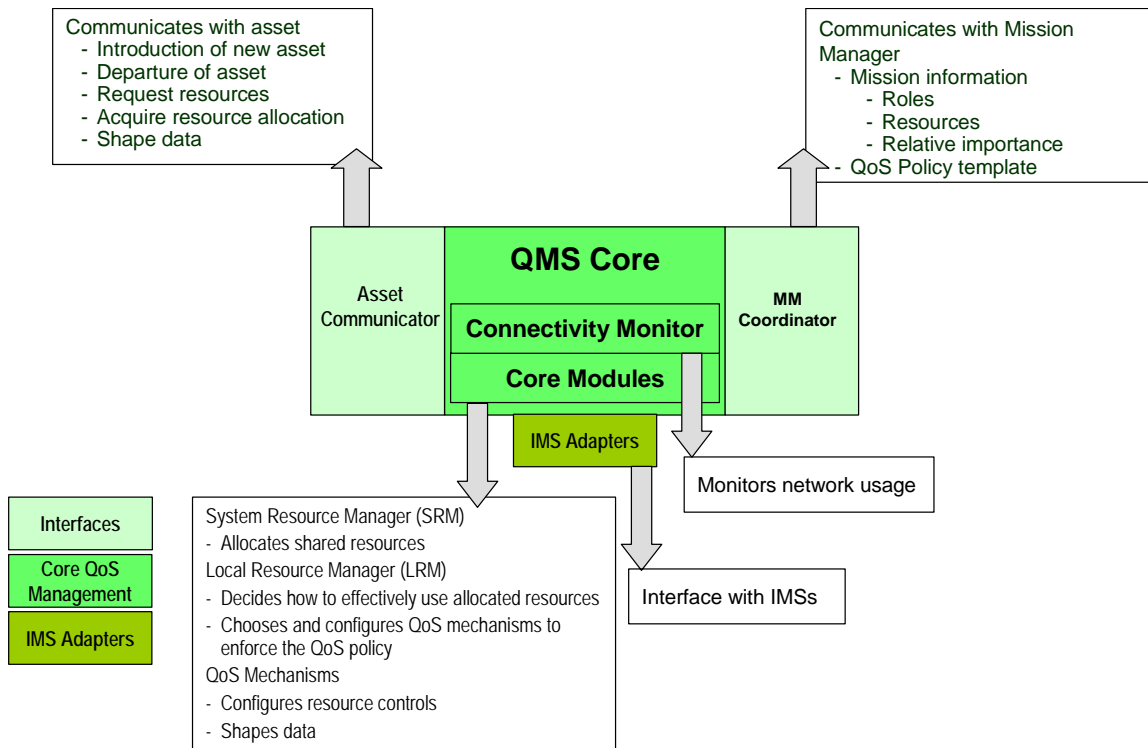 Communicates with asset
- Introduction of new asset
- Departure of asset
- Request resources
- Acquire resource allocation
- Shape data
Communicates with Mission
Manager
- Mission information
- Roles
- Resources
- Relative importance
- QoS Policy template
Asset
Communicator
QMS Core
Connectivity Monitor
Core Modules
MM
Coordinator
IMS Adapters
Monitors network usage
Interface with IMSs
System Resource Manager (SRM)
- Allocates shared resources
Local Resource Manager (LRM)
- Decides how to effectively use allocated resources
- Chooses and configures QoS mechanisms to
enforce the QoS policy
QoS Mechanisms
- Configures resource controls
- Shapes data
Interfaces
Core QoS
Management
IMS Adapters